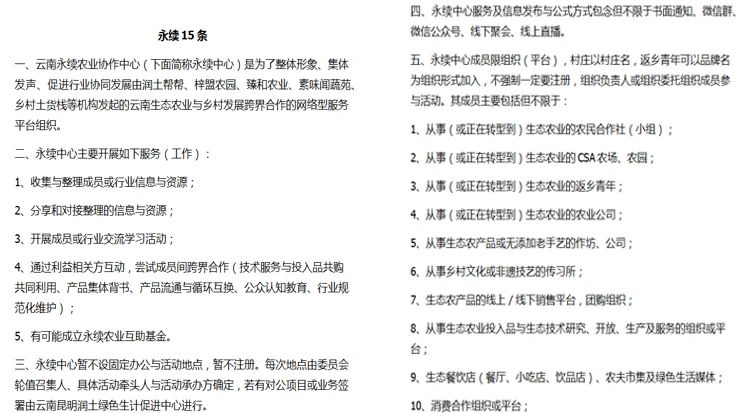 永续 15 条
一、云南永续农业协作中心（下面简称永续中心）是为了整体形象、集体
发声、促进行业协同发展由润土帮帮、梓盟农园、臻和农业、素味闻蔬苑、
乡村土货栈等机构发起的云南生态农业与乡村发展跨界合作的网络型服务
平台组织。
二、永续中心主要开展如下服务（工作）：
1、收集与整理成员或行业信息与资源；
2、分享和对接整理的信息与资源；
3、开展成员或行业交流学习活动；
4、通过利益相关方互动，尝试成员间跨界合作（技术服务与投入品共购
共同利用、产品集体背书、产品流通与循环互换、公众认知教育、行业规
范化维护）；
5、有可能成立永续农业互助基金。
三、永续中心暂不设固定办公与活动地点，暂不注册。每次地点由委员会
轮值召集人、具体活动牵头人与活动承办方确定，若有对公项目或业务签
署由云南昆明润土绿色生计促进中心进行。
四、永续中心服务及信息发布与公式方式包含但不限于书面通知、微信群、
微信公众号、线下聚会、线上直播。
五、永续中心成员限组织（平台），村庄以村庄名，返乡青年可以品牌名
为组织形式加入，不强制一定要注册，组织负责人或组织委托组织成员参
与活动。其成员主要包括但不限于：
1、从事（或正在转型到）生态农业的农民合作社（小组）；
2、从事（或正在转型到）生态农业的 CSA 农场、农园；
3、从事（或正在转型到）生态农业的返乡青年；
4、从事（或正在转型到）生态农业的农业公司；
5、从事生态农产品或无添加老手艺的作坊、公司；
6、从事乡村文化或非遗技艺的传习所；
7、生态农产品的线上／线下销售平台，团购组织；
8、从事生态农业投入品与生态技术研究、开放、生产及服务的组织或平
台；
9、生态餐饮店（餐厅、小吃店、饮品店）、农夫市集及绿色生活媒体；
10、消费合作组织或平台；